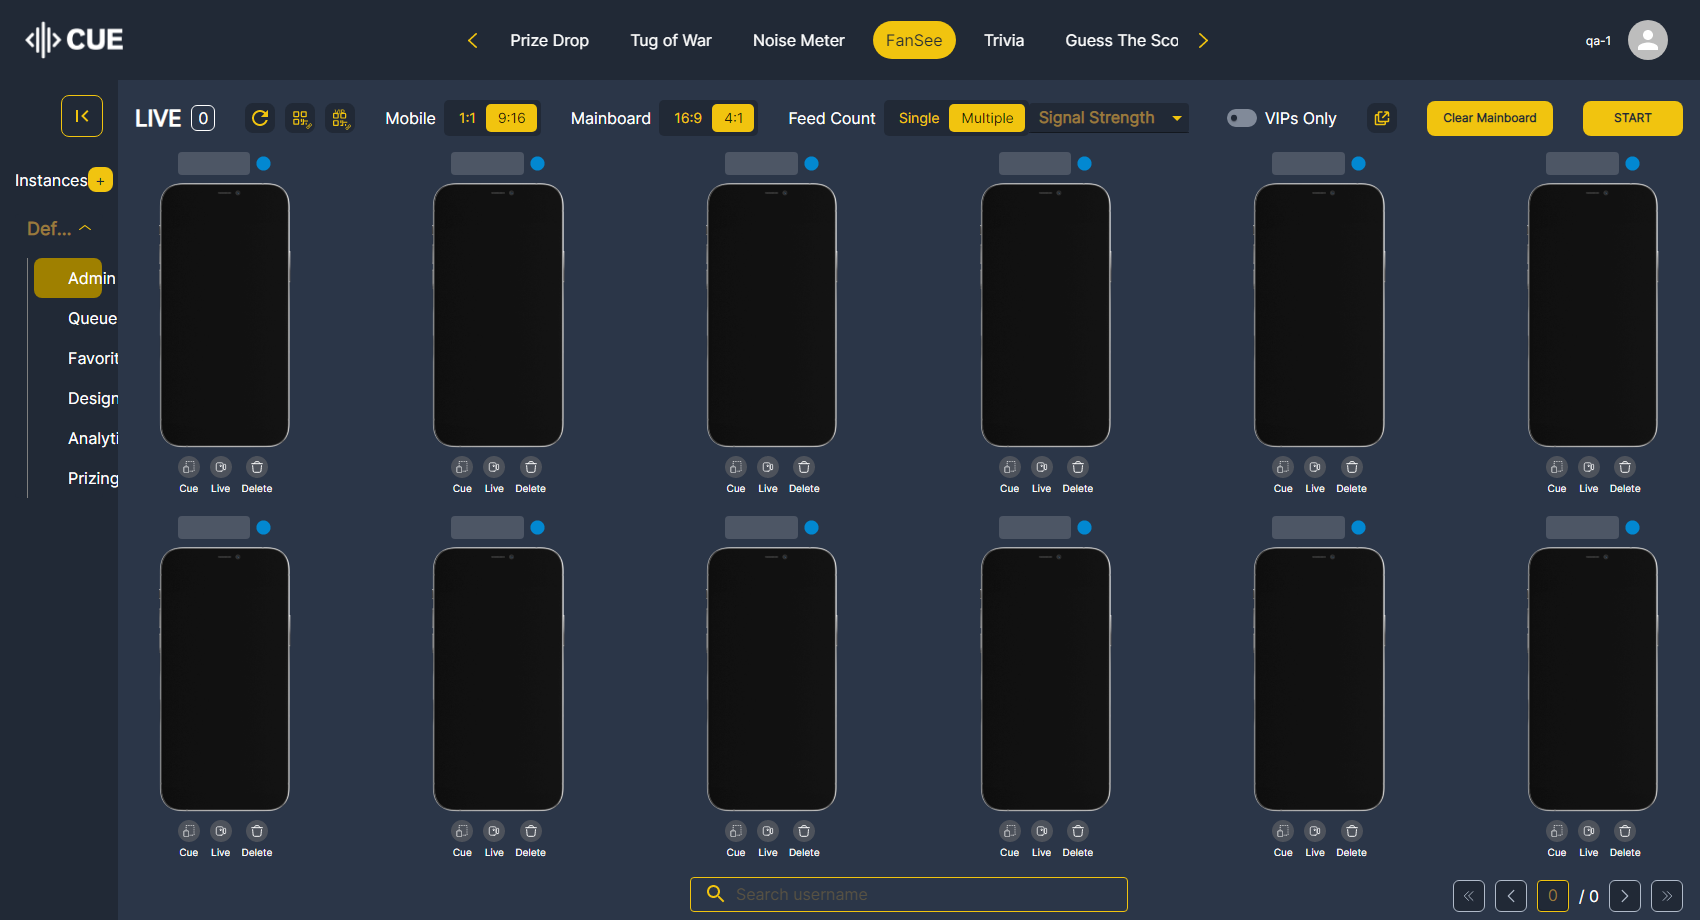 CUE
Prize Drop Tug of War Noise Meter FanSee Trivia Guess The Sco
qa-1
LIVE 0 Mobile 1:1 9:16 Mainboard 16:9 4:1 Feed Count Single Multiple Signal Strength VIPs Only Clear Mainboard START
Instances +
Def...
Admin
Queue
Favorit
Design
Analyti
Prizing
Cue Live Delete Cue Live Delete Cue Live Delete Cue Live Delete Cue Live Delete Cue Live Delete
Cue Live Delete Cue Live Delete Cue Live Delete Cue Live Delete Cue Live Delete Cue Live Delete
Search username
0 / 0